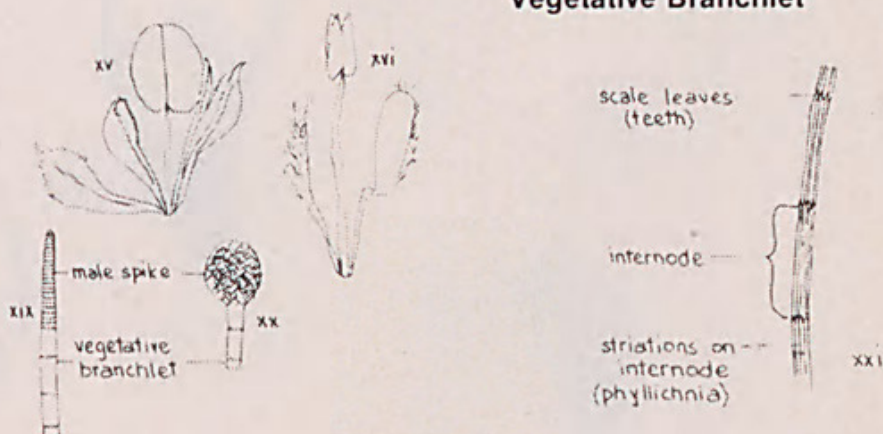 Vegetative Branchlet
xv
xvi
scale leaves
(teeth)
internode
male spike
xix
xx
vegetative
branchlet
striations on
internode
(phyllichnia)
xxi